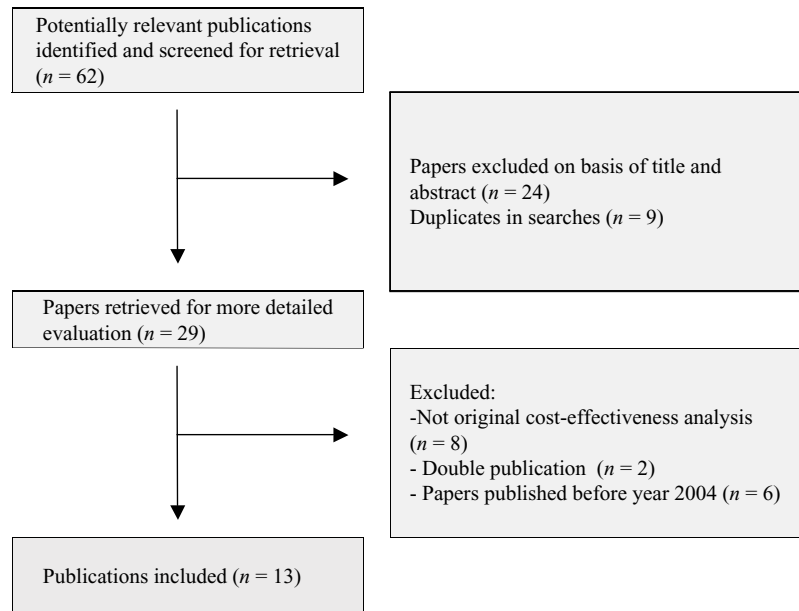 Potentially relevant publications
identified and screened for retrieval
(n = 62)
Papers excluded on basis of title and
abstract (n = 24)
Duplicates in searches (n = 9)
Papers retrieved for more detailed
evaluation (n = 29)
Excluded:
-Not original cost-effectiveness analysis
(n = 8)
- Double publication (n = 2)
- Papers published before year 2004 (n = 6)
Publications included (n = 13)